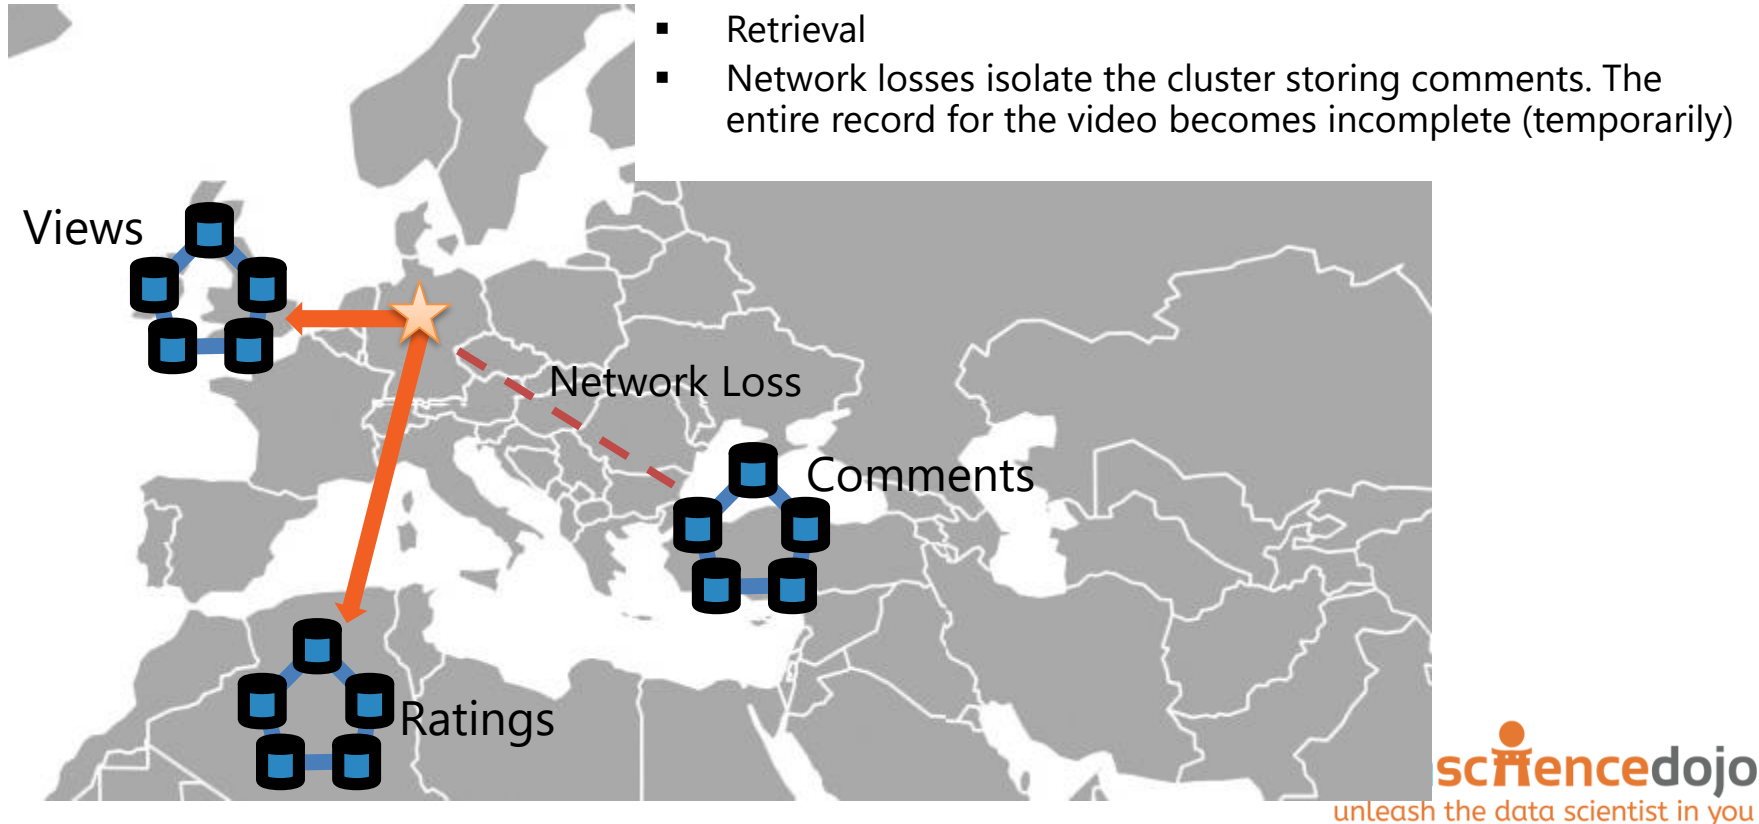 Retrieval
Network losses isolate the cluster storing comments. The
entire record for the video becomes incomplete (temporarily)
Views
Network Loss
Comments
Ratings
sciencedojo
unleash the data scientist in you